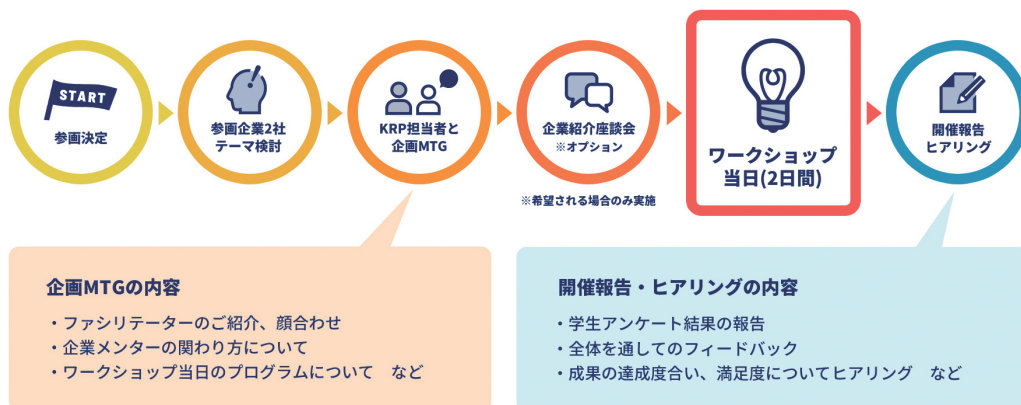 START
参画決定
参画企業2社
テーマ検討
KRP担当者と
企画MTG
企業紹介座談会
※オプション
※希望される場合のみ実施
ワークショップ
当日(2日間)
開催報告
ヒアリング
企画MTGの内容
・ファシリテーターのご紹介、顔合わせ
・企業メンターの関わり方について
・ワークショップ当日のプログラムについて　など
開催報告・ヒアリングの内容
・学生アンケート結果の報告
・全体を通してのフィードバック
・成果の達成度合い、満足度についてヒアリング　など